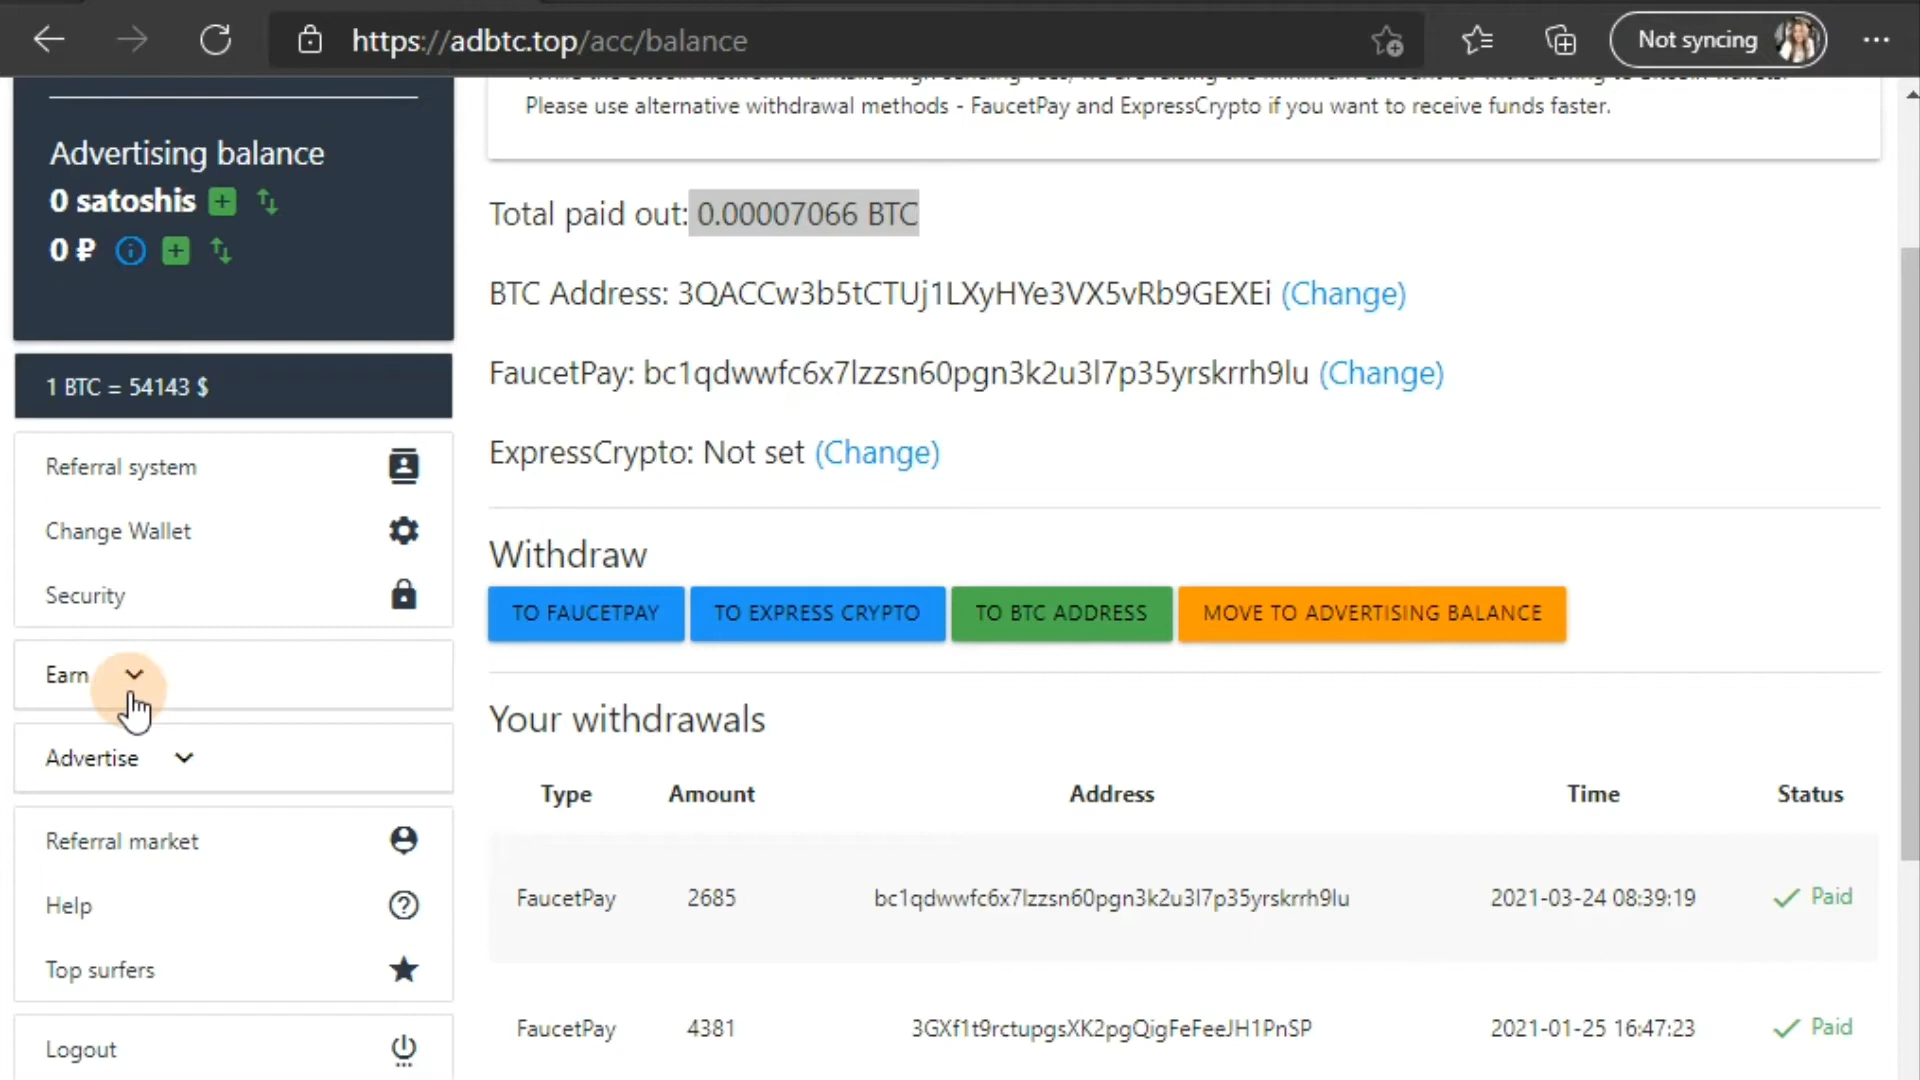 https://adbtc.top/acc/balance
Not syncing
Please use alternative withdrawal methods - FaucetPay and ExpressCrypto if you want to receive funds faster.
Advertising balance
0 satoshis
0 ₽
1 BTC = 54143 $
Referral system
Change Wallet
Security
Earn
Advertise
Referral market
Help
Top surfers
Logout
Total paid out: 0.00007066 BTC
BTC Address: 3QACCw3b5tCTUj1LXyHYe3VX5vRb9GEXEi (Change)
FaucetPay: bc1qdwwfc6x7lzzsn60pgn3k2u3l7p35yrskrrh9lu (Change)
ExpressCrypto: Not set (Change)
Withdraw
TO FAUCETPAY TO EXPRESS CRYPTO TO BTC ADDRESS MOVE TO ADVERTISING BALANCE
Your withdrawals
Type Amount Address Time Status
FaucetPay 2685 bc1qdwwfc6x7lzzsn60pgn3k2u3l7p35yrskrrh9lu 2021-03-24 08:39:19 Paid
FaucetPay 4381 3GXf1t9rctupgsXK2pgQigFeFeeJH1PnSP 2021-01-25 16:47:23 Paid